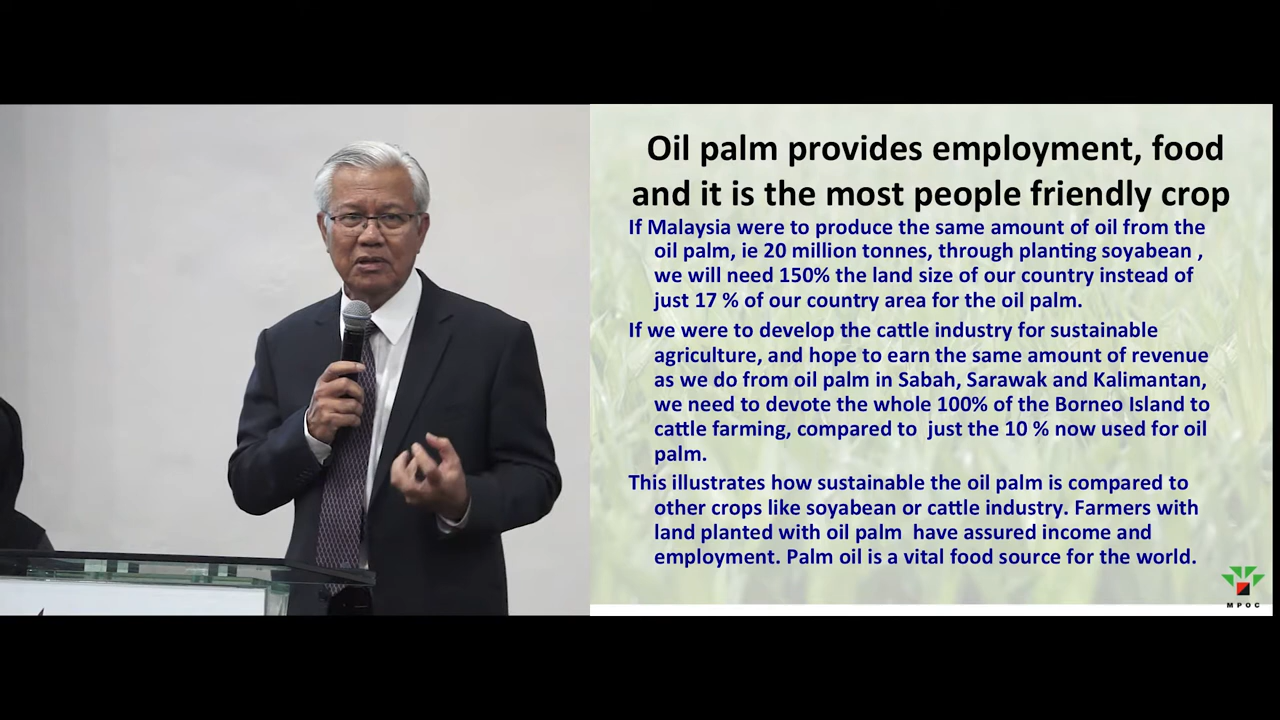 Oil palm provides employment, food
and it is the most people friendly crop
If Malaysia were to produce the same amount of oil from the
oil palm, ie 20 million tonnes, through planting soyabean ,
we will need 150% the land size of our country instead of
just 17 % of our country area for the oil palm.
If we were to develop the cattle industry for sustainable
agriculture, and hope to earn the same amount of revenue
as we do from oil palm in Sabah, Sarawak and Kalimantan,
we need to devote the whole 100% of the Borneo Island to
cattle farming, compared to  just the 10 % now used for oil
palm.
This illustrates how sustainable the oil palm is compared to
other crops like soyabean or cattle industry. Farmers with
land planted with oil palm  have assured income and
employment. Palm oil is a vital food source for the world.
MPOC